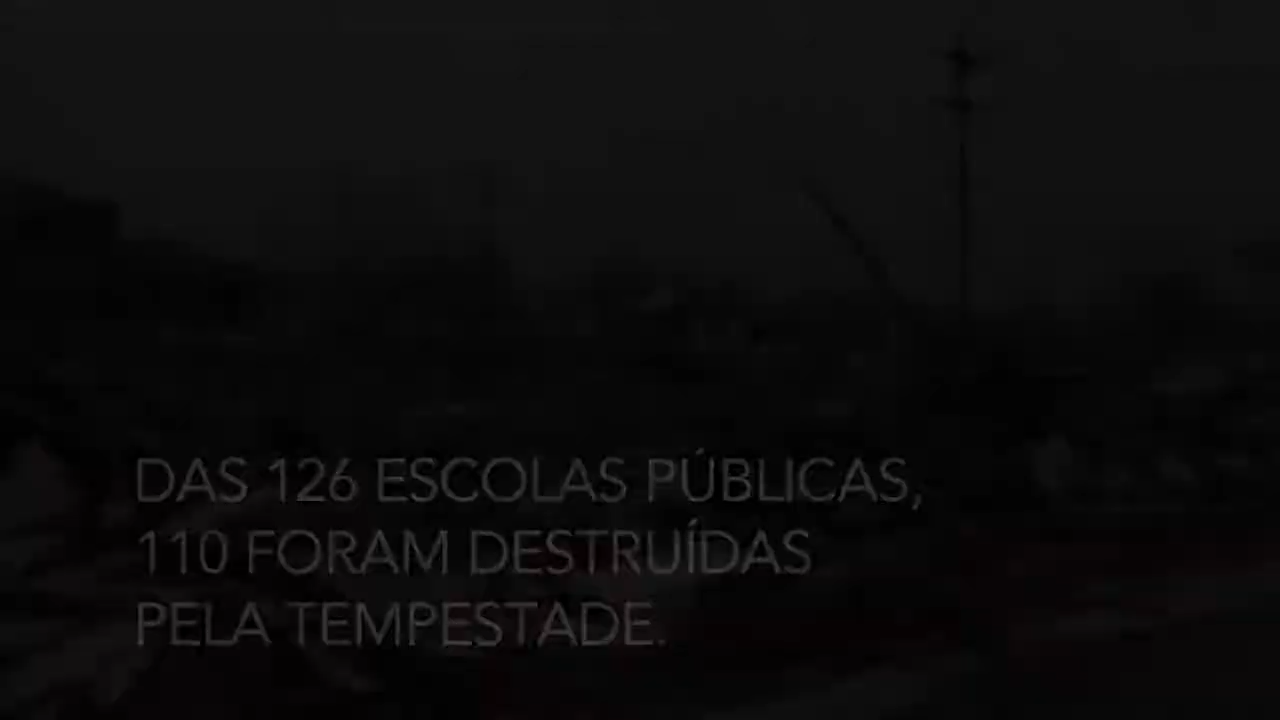 DAS 126 ESCOLAS PÚBLICAS,
110 FORAM DESTRUÍDAS
PELA TEMPESTADE.